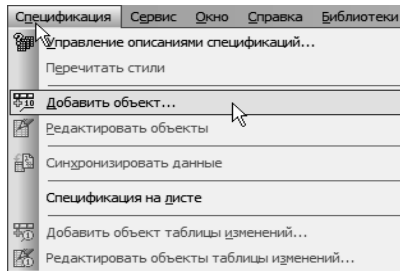 Спецификация Сервис Окно Справка Библиотеки
Управление описаниями спецификаций...
Перечитать стили
Добавить объект...
Редактировать объекты
Синхронизировать данные
Спецификация на листе
Добавить объект таблицы изменений...
Редактировать объекты таблицы изменений...